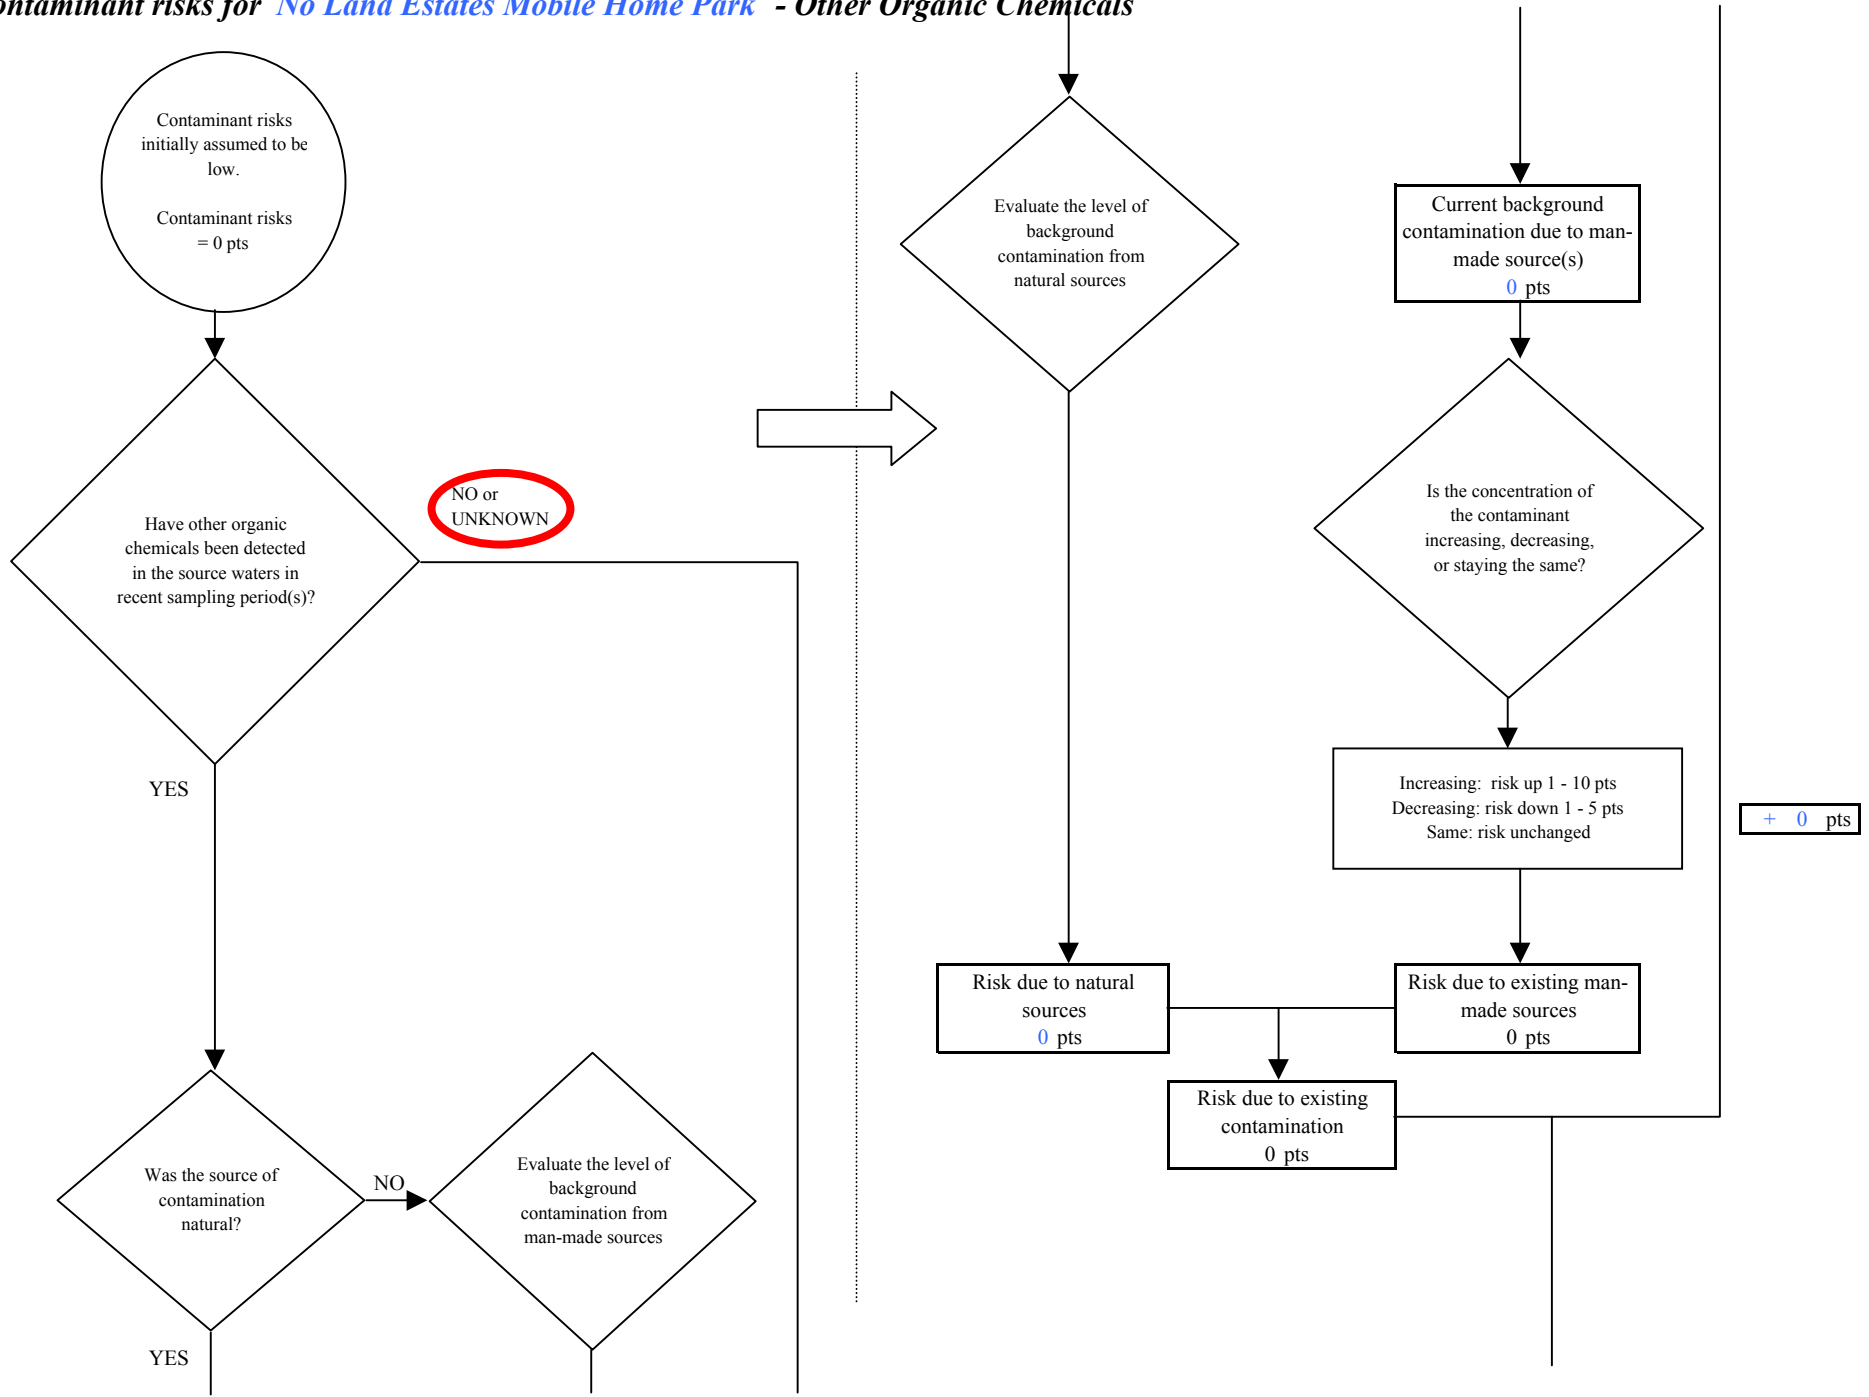 ontaminant risks for No Land Estates Mobile Home Park - Other Organic Chemicals
Contaminant risks
initially assumed to be
low.
Contaminant risks
= 0 pts
Have other organic
chemicals been detected
in the source waters in
recent sampling period(s)?
NO or
UNKNOWN
YES
Was the source of
contamination
natural?
NO
Evaluate the level of
background
contamination from
man-made sources
YES
Evaluate the level of
background
contamination from
natural sources
Current background
contamination due to man-
made source(s)
0 pts
Is the concentration of
the contaminant
increasing, decreasing,
or staying the same?
Increasing: risk up 1 - 10 pts
Decreasing: risk down 1 - 5 pts
Same: risk unchanged
+ 0 pts
Risk due to natural
sources
0 pts
Risk due to existing man-
made sources
0 pts
Risk due to existing
contamination
0 pts